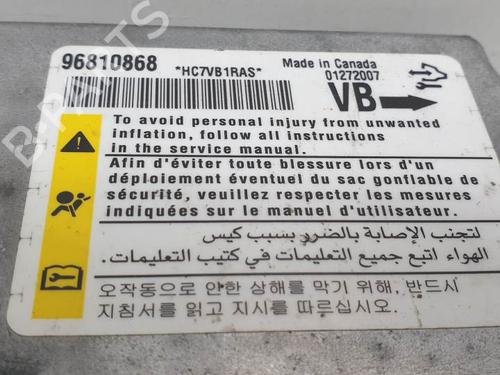 96810868
*HC7VB1RAS*
Made in Canada
01272007
VB
To avoid personal injury from unwanted
inflation, follow all instructions
in the service manual.
Afin d'éviter toute blessure lors d'un
déploiement éventuel du sac gonflable de
sécurité, veuillez respecter les mesures
indiquées sur le manuel d'utilisateur.
لتجنب الإصابة بالضرر بسبب كيس
الهواء اتبع جميع التعليمات في كتيب التعليمات.
오작동으로 인한 상해를 막기 위해, 반드시
지침서를 읽고 지시를 따르십시오.
B-PARTS